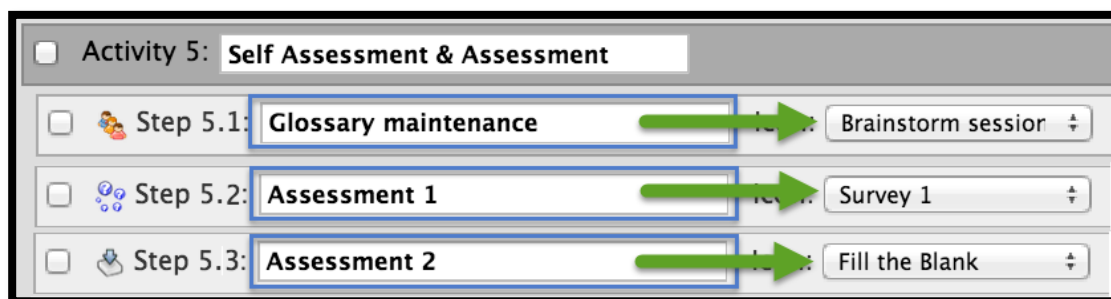 Activity 5: Self Assessment & Assessment
Step 5.1: Glossary maintenance Brainstorm session
Step 5.2: Assessment 1 Survey 1
Step 5.3: Assessment 2 Fill the Blank